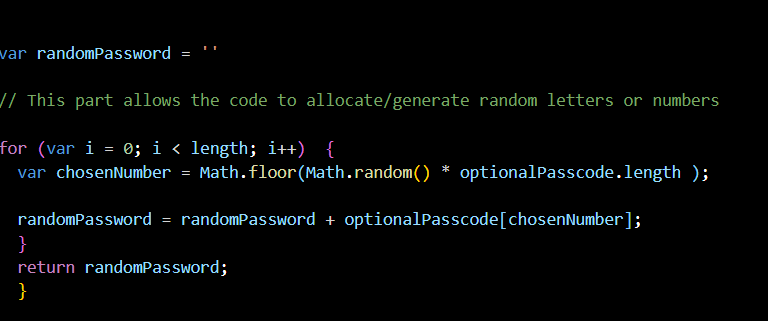 var randomPassword = ''
// This part allows the code to allocate/generate random letters or numbers
for (var i = 0; i < length; i++)  {
var chosenNumber = Math.floor(Math.random() * optionalPasscode.length );
randomPassword = randomPassword + optionalPasscode[chosenNumber];
}
return randomPassword;
}